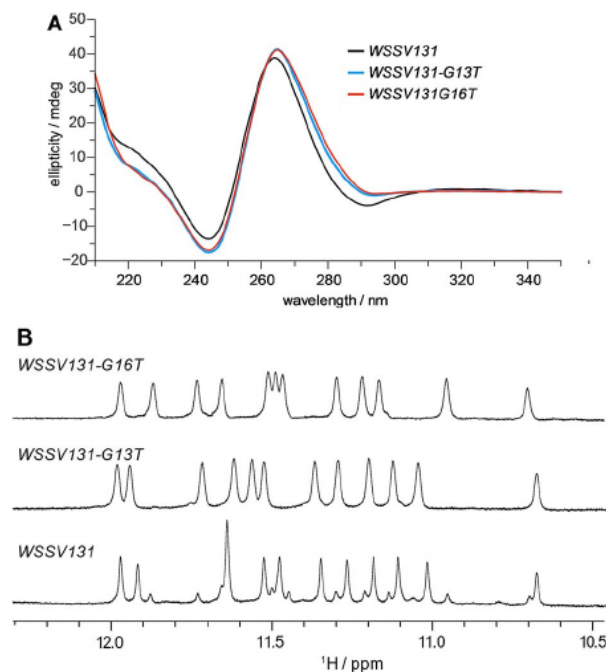 A
50
40
30
20
10
0
−10
−20
ellipticity / mdeg
WSSV131
WSSV131-G13T
WSSV131G16T
220 240 260 280 300 320 340
wavelength / nm
B
WSSV131-G16T
WSSV131-G13T
WSSV131
12.0 11.5 11.0 10.5
¹H / ppm